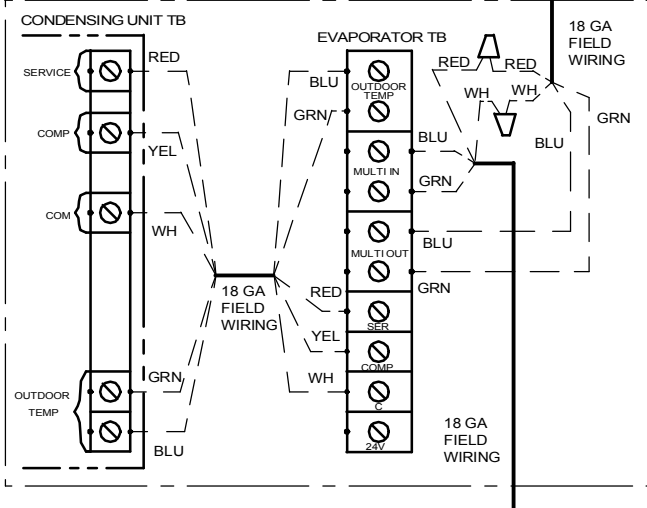 CONDENSING UNIT TB
SERVICE
RED
COMP
YEL
COM
WH
18 GA
FIELD
WIRING
GRN
OUTDOOR
TEMP
BLU
EVAPORATOR TB
BLU
OUTDOOR
TEMP
GRN
MULTI IN
BLU
GRN
MULTI OUT
BLU
GRN
RED
SER
YEL
COMP
WH
C
24V
RED
RED
WH
WH
18 GA
FIELD
WIRING
GRN
BLU
18 GA
FIELD
WIRING